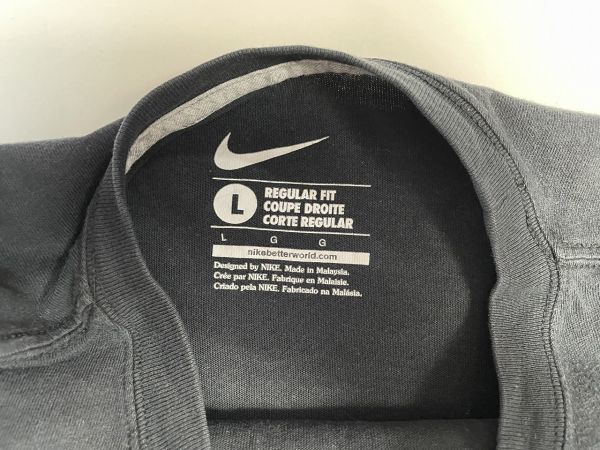 L
REGULAR FIT
COUPE DROITE
CORTE REGULAR
L G G
nikebetterworld.com
Designed by NIKE. Made in Malaysia.
Crée par NIKE. Fabrique en Malaisie.
Criado pela NIKE. Fabricado na Malásia.